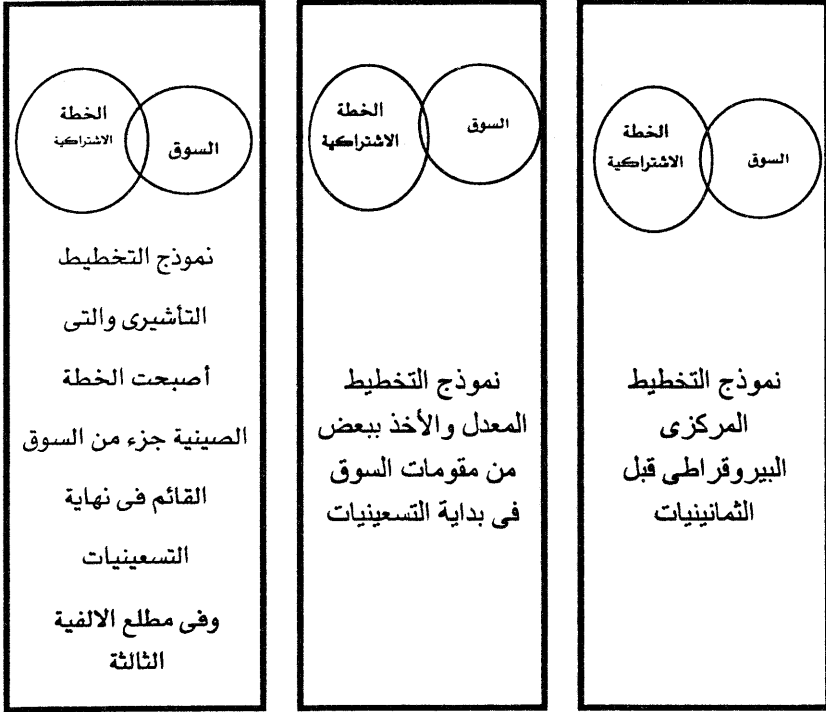 الخطة
الاشتراكية
السوق
نموذج التخطيط
المركزى
البيروقراطى قبل
الثمانينيات
الخطة
الاشتراكية
السوق
نموذج التخطيط
المعدل والأخذ ببعض
من مقومات السوق
فى بداية التسعينيات
الخطة
الاشتراكية
السوق
نموذج التخطيط
التأشيرى والتى
أصبحت الخطة
الصينية جزء من السوق
القائم فى نهاية
التسعينيات
وفى مطلع الالفية
الثالثة